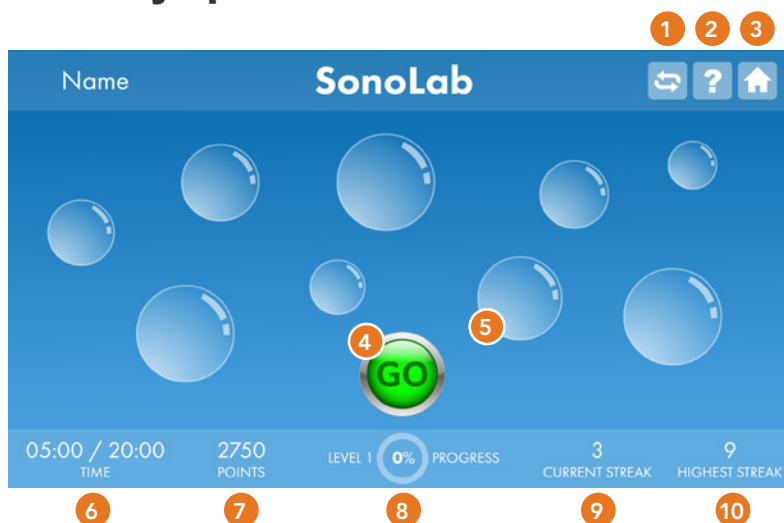 1 2 3
Name SonoLab ?
4 GO 5
05:00 / 20:00 2750 LEVEL 1 0% PROGRESS 3 9
TIME POINTS CURRENT STREAK HIGHEST STREAK
6 7 8 9 10